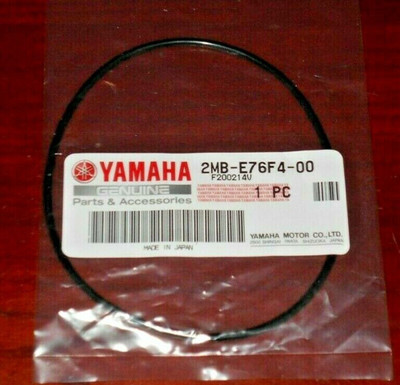 YAMAHA
GENUINE
Parts & Accessories
2MB-E76F4-00
F200214V
1 PC
MADE IN JAPAN
YAMAHA MOTOR CO.,LTD.